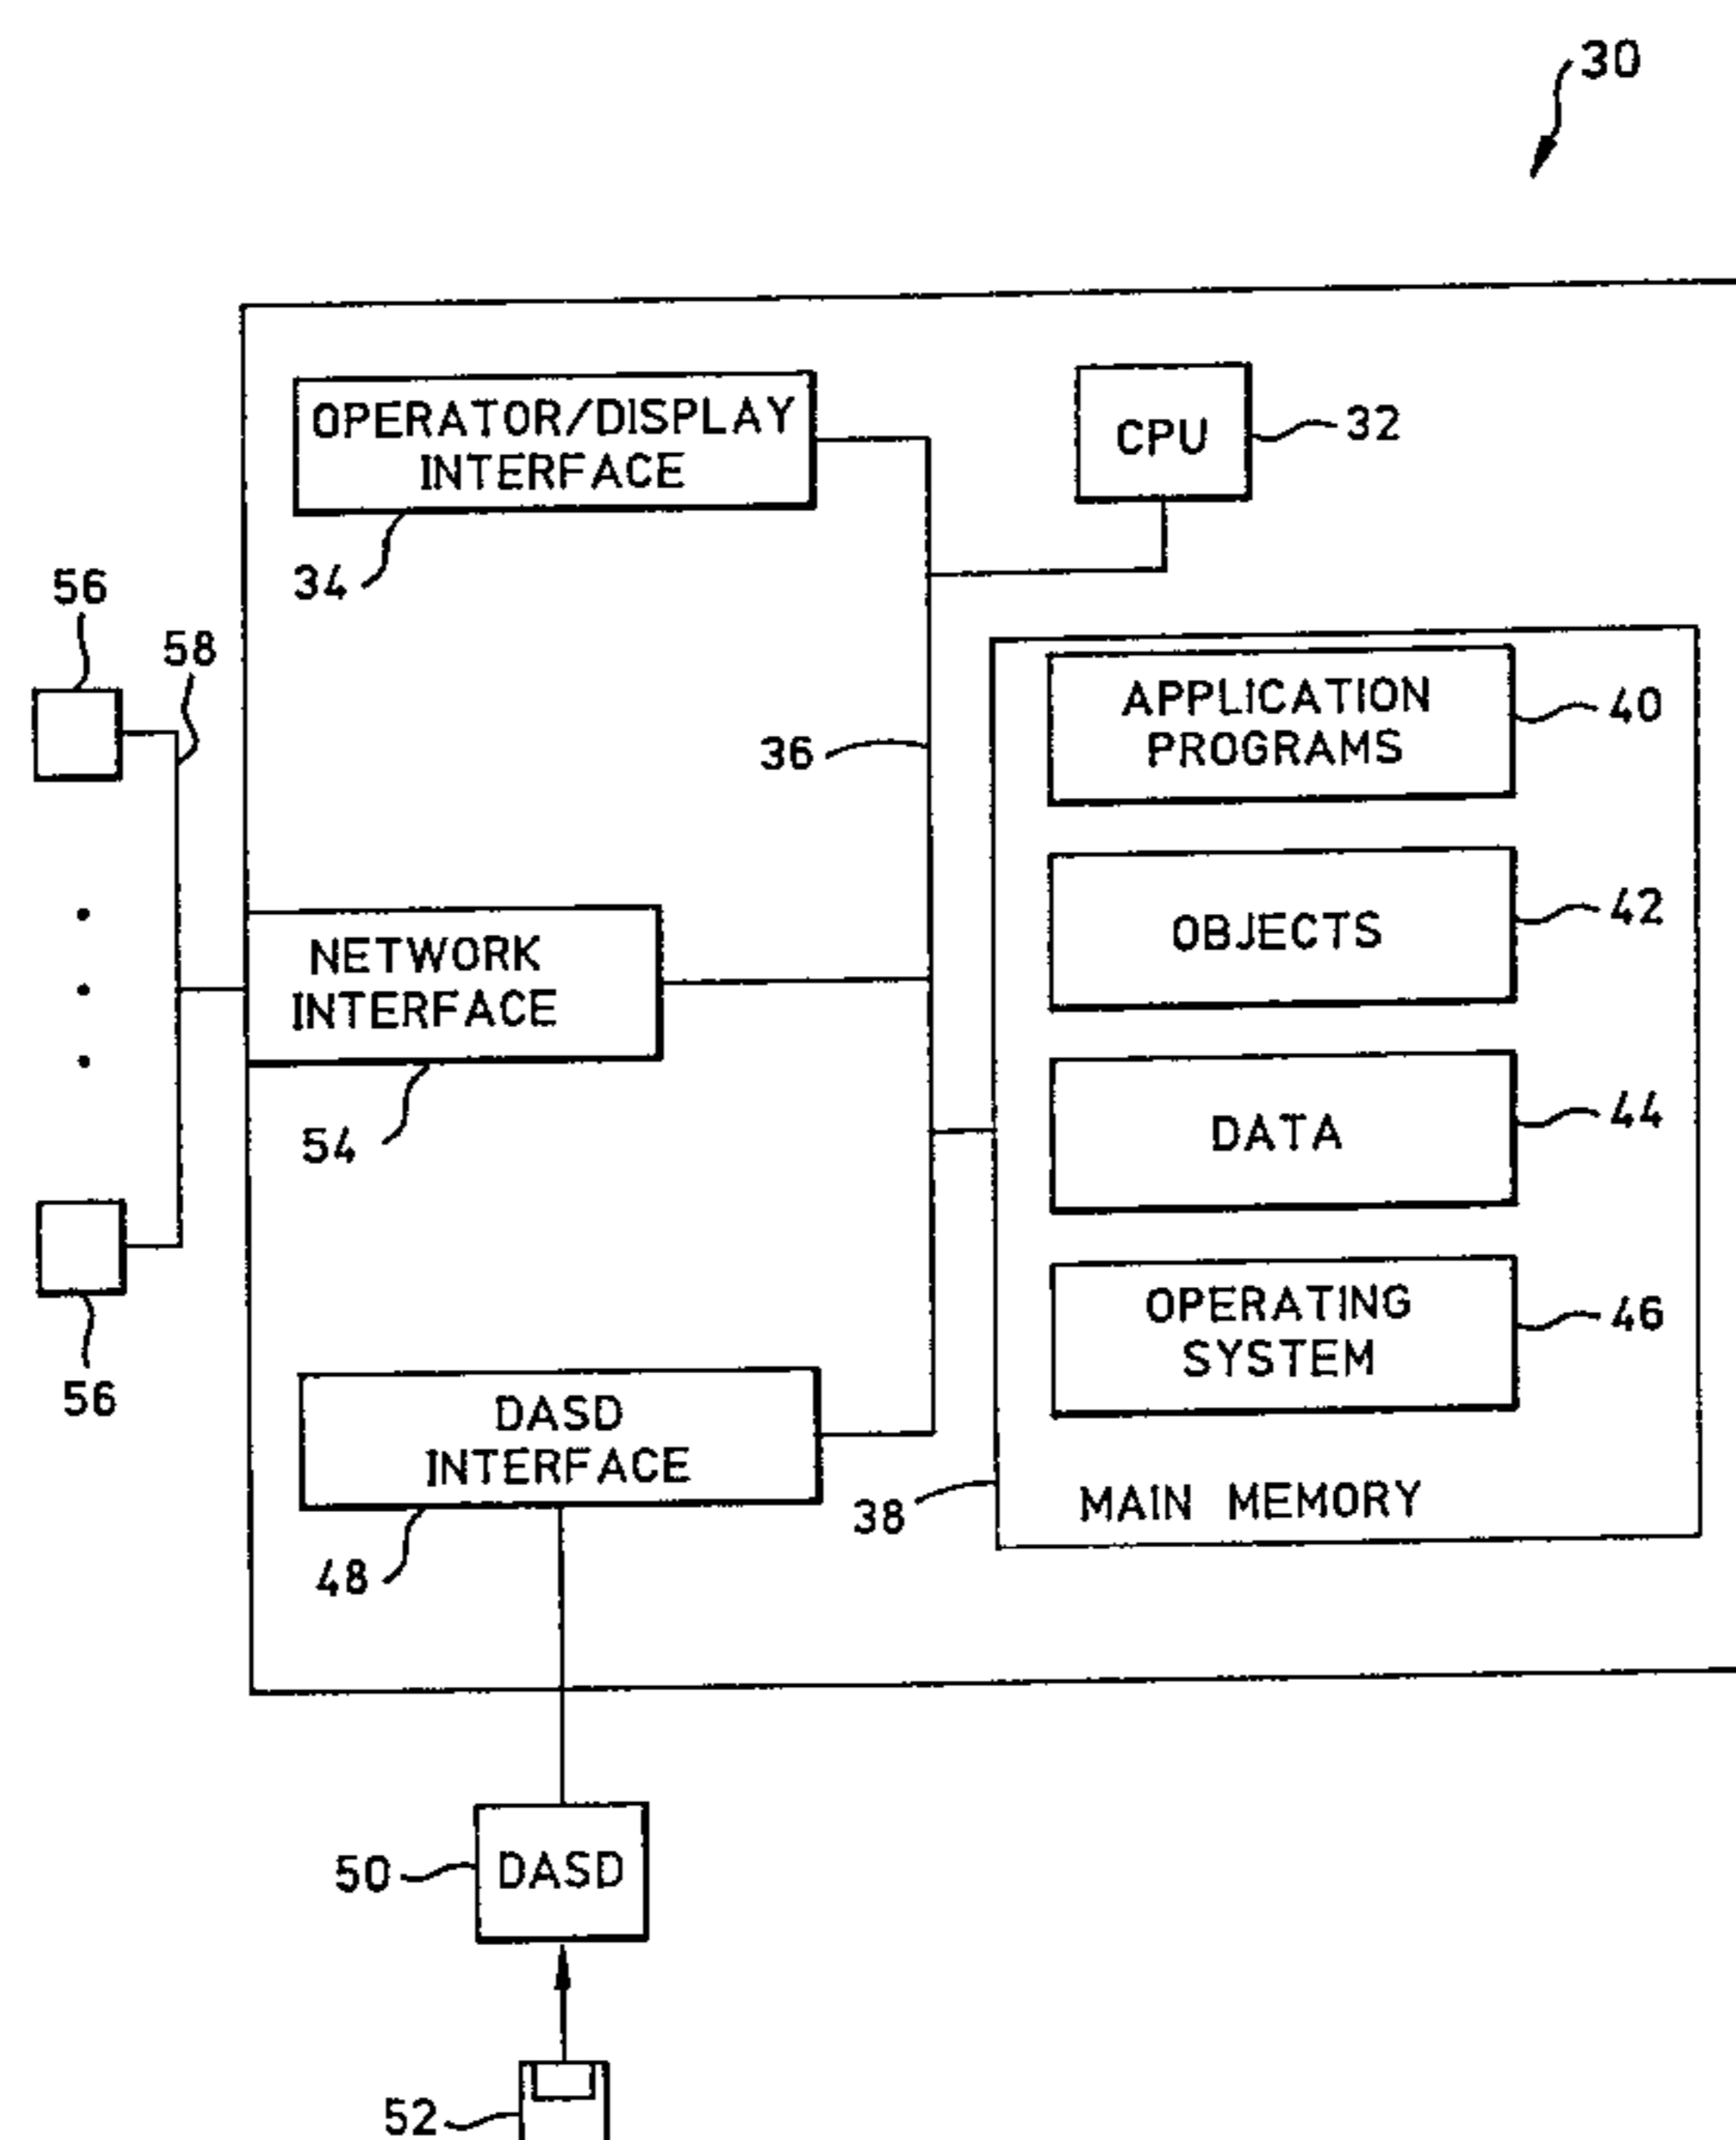 30
OPERATOR/DISPLAY
INTERFACE
34
CPU
32
56
58
36
APPLICATION
PROGRAMS
40
OBJECTS
42
NETWORK
INTERFACE
54
DATA
44
OPERATING
SYSTEM
46
56
DASD
INTERFACE
48
38
MAIN MEMORY
50
DASD
52